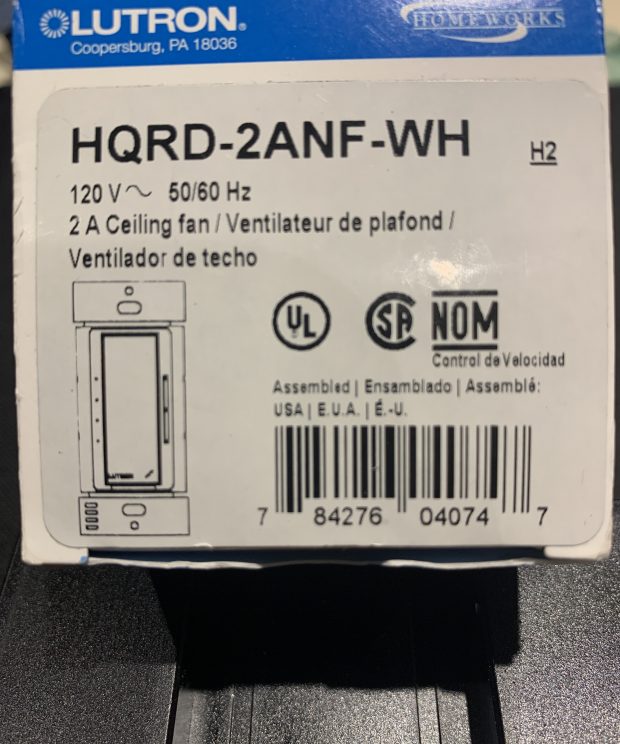 LUTRON®
Coopersburg, PA 18036
HOMEWORKS
HQRD-2ANF-WH
H2
120 V~ 50/60 Hz
2 A Ceiling fan / Ventilateur de plafond /
Ventilador de techo
UL
SA
NOM
Control de Velocidad
Assembled | Ensamblado | Assemblé:
USA | E.U.A. | É.-U.
LUTRON
7 84276 04074 7